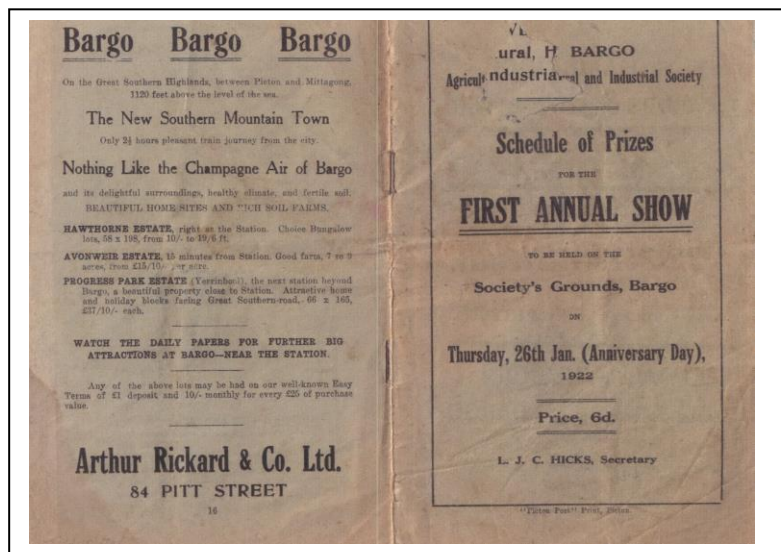 Bargo Bargo Bargo
On the Great Southern Highlands, between Picton and Mittagong,
1120 feet above the level of the sea.
The New Southern Mountain Town
Only 2½ hours pleasant train journey from the city.
Nothing Like the Champagne Air of Bargo
and its delightful surroundings, healthy climate, and fertile soil.
BEAUTIFUL HOME SITES AND RICH SOIL FARMS.
HAWTHORNE ESTATE, right at the Station. Choice Bungalow
lots, 58 x 198, from 10/- to 19/6 ft.
AVONWEIR ESTATE, 15 minutes from Station. Good farms, 7 to 9
acres, from £15/10/- per acre.
PROGRESS PARK ESTATE the next station beyond
Bargo, a beautiful property close to Station. Attractive home
and holiday blocks facing Great Southern-road, 66 x 165,
£37/10/- each.
WATCH THE DAILY PAPERS FOR FURTHER BIG
ATTRACTIONS AT BARGO—NEAR THE STATION.
Any of the above lots may be had on our well-known Easy
Terms of £1 deposit and 10/- monthly for every £25 of purchase
value.
Arthur Rickard & Co. Ltd.
84 PITT STREET
16
ural, H BARGO
Agricult ndustria ral and Industrial Society
Schedule of Prizes
FOR THE
FIRST ANNUAL SHOW
TO BE HELD ON THE
Society's Grounds, Bargo
ON
Thursday, 26th Jan. (Anniversary Day),
1922
Price, 6d.
L. J. C. HICKS, Secretary
"Picton Post" Print, Picton.